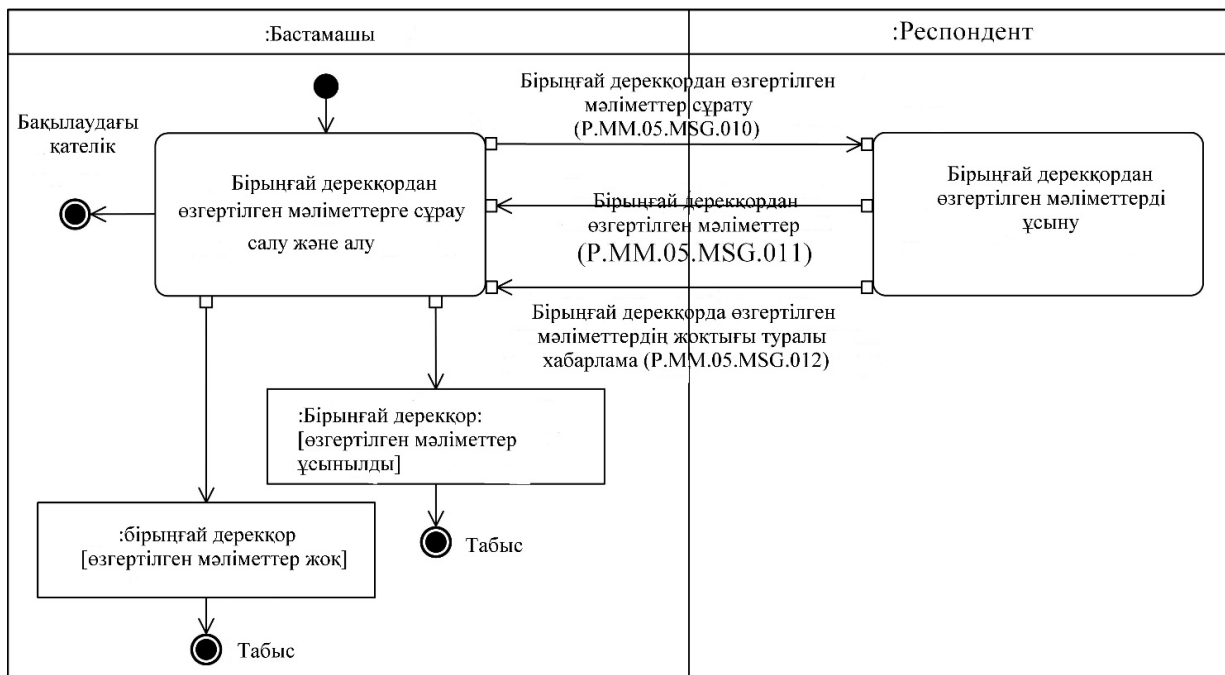 :Бастамашы
:Респондент
Бірыңғай дерекқордан өзгертілген
мәліметтер сұрату
(P.MM.05.MSG.010)
Бақылаудағы
қателік
Бірыңғай дерекқордан
өзгертілген мәліметтерге сұрау
салу және алу
Бірыңғай дерекқордан
өзгертілген мәліметтер
(P.MM.05.MSG.011)
Бірыңғай дерекқордан
өзгертілген мәліметтерді
ұсыну
Бірыңғай дерекқорда өзгертілген
мәліметтердің жоқтығы туралы
хабарлама (P.MM.05.MSG.012)
:Бірыңғай дерекқор:
[өзгертілген мәліметтер
ұсынылды]
Табыс
:бірыңғай дерекқор
[өзгертілген мәліметтер жоқ]
Табыс